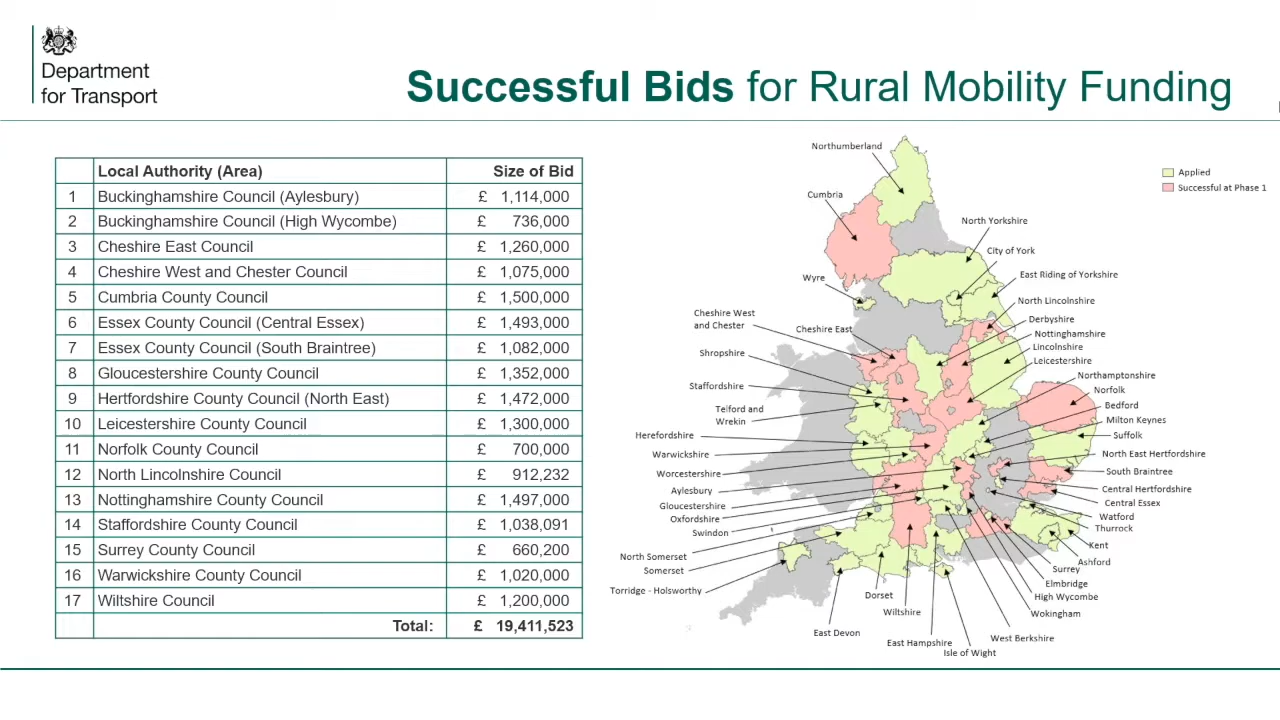 Department
for Transport
Successful Bids for Rural Mobility Funding
Local Authority (Area) Size of Bid
1 Buckinghamshire Council (Aylesbury) £ 1,114,000
2 Buckinghamshire Council (High Wycombe) £ 736,000
3 Cheshire East Council £ 1,260,000
4 Cheshire West and Chester Council £ 1,075,000
5 Cumbria County Council £ 1,500,000
6 Essex County Council (Central Essex) £ 1,493,000
7 Essex County Council (South Braintree) £ 1,082,000
8 Gloucestershire County Council £ 1,352,000
9 Hertfordshire County Council (North East) £ 1,472,000
10 Leicestershire County Council £ 1,300,000
11 Norfolk County Council £ 700,000
12 North Lincolnshire Council £ 912,232
13 Nottinghamshire County Council £ 1,497,000
14 Staffordshire County Council £ 1,038,091
15 Surrey County Council £ 660,200
16 Warwickshire County Council £ 1,020,000
17 Wiltshire Council £ 1,200,000
Total: £ 19,411,523
Applied
Successful at Phase 1
Northumberland
Cumbria
Wyre
Cheshire West
and Chester
Cheshire East
Shropshire
Staffordshire
Telford and
Wrekin
Herefordshire
Warwickshire
Worcestershire
Aylesbury
Gloucestershire
Oxfordshire
Swindon
North Somerset
Somerset
Torridge - Holsworthy
North Yorkshire
City of York
East Riding of Yorkshire
North Lincolnshire
Derbyshire
Nottinghamshire
Lincolnshire
Leicestershire
Northamptonshire
Norfolk
Bedford
Milton Keynes
Suffolk
North East Hertfordshire
South Braintree
Central Hertfordshire
Central Essex
Watford
Thurrock
Kent
Ashford
Surrey
Elmbridge
High Wycombe
Wokingham
West Berkshire
Isle of Wight
East Hampshire
Wiltshire
Dorset
East Devon